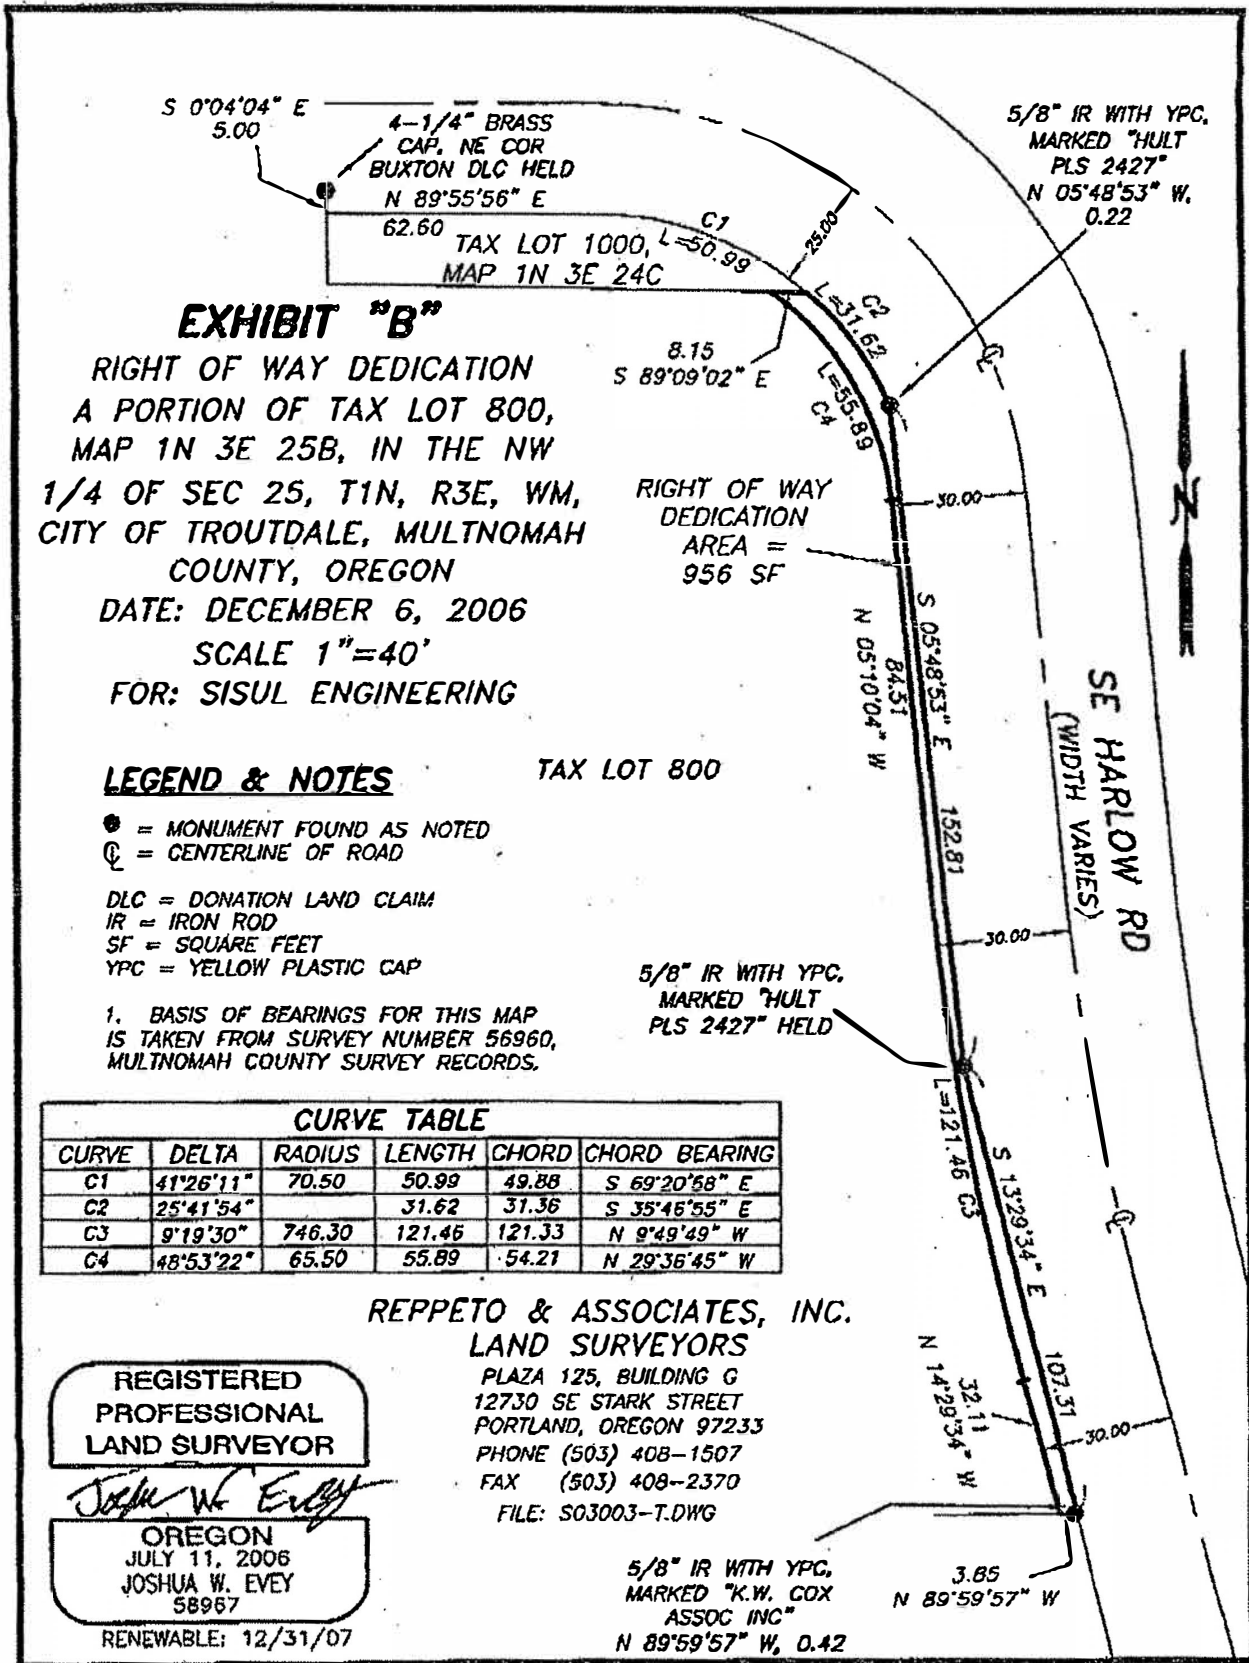 S 0°04'04" E
5.00
4-1/4" BRASS
CAP. NE COR
BUXTON DLC HELD
N 89°55'56" E
62.60
TAX LOT 1000,
MAP 1N 3E 24C
C1
L=50.99
25.00
5/8" IR WITH YPC,
MARKED "HULT
PLS 2427"
N 05°48'53" W,
0.22
C2
L=31.62
8.15
S 89°09'02" E
L=55.89
C4
EXHIBIT "B"
RIGHT OF WAY DEDICATION
A PORTION OF TAX LOT 800,
MAP 1N 3E 25B, IN THE NW
1/4 OF SEC 25, T1N, R3E, WM,
CITY OF TROUTDALE, MULTNOMAH
COUNTY, OREGON
DATE: DECEMBER 6, 2006
SCALE 1"=40'
FOR: SISUL ENGINEERING
RIGHT OF WAY
DEDICATION
AREA =
956 SF
30.00
N
S 05°48'53" E 152.81
84.51
N 05°10'04" W
SE HARLOW RD
(WIDTH VARIES)
TAX LOT 800
LEGEND & NOTES
= MONUMENT FOUND AS NOTED
℄ = CENTERLINE OF ROAD
DLC = DONATION LAND CLAIM
IR = IRON ROD
SF = SQUARE FEET
YPC = YELLOW PLASTIC CAP
1. BASIS OF BEARINGS FOR THIS MAP
IS TAKEN FROM SURVEY NUMBER 56960,
MULTNOMAH COUNTY SURVEY RECORDS.
30.00
5/8" IR WITH YPC,
MARKED "HULT
PLS 2427" HELD
L=121.46 C3
S 13°29'34" E 107.31
32.11
N 14°29'34" W
30.00
CURVE TABLE
CURVE DELTA RADIUS LENGTH CHORD CHORD BEARING
C1 41°26'11" 70.50 50.99 49.88 S 69°20'58" E
C2 25°41'54" 31.62 31.36 S 35°46'55" E
C3 9°19'30" 746.30 121.46 121.33 N 9°49'49" W
C4 48°53'22" 65.50 55.89 54.21 N 29°36'45" W
REPPETO & ASSOCIATES, INC.
LAND SURVEYORS
PLAZA 125, BUILDING G
12730 SE STARK STREET
PORTLAND, OREGON 97233
PHONE (503) 408-1507
FAX (503) 408-2370
FILE: S03003-T.DWG
REGISTERED
PROFESSIONAL
LAND SURVEYOR
Joshua W. Evey
OREGON
JULY 11, 2006
JOSHUA W. EVEY
58967
RENEWABLE: 12/31/07
5/8" IR WITH YPC,
MARKED "K.W. COX
ASSOC INC"
N 89°59'57" W, 0.42
3.85
N 89°59'57" W